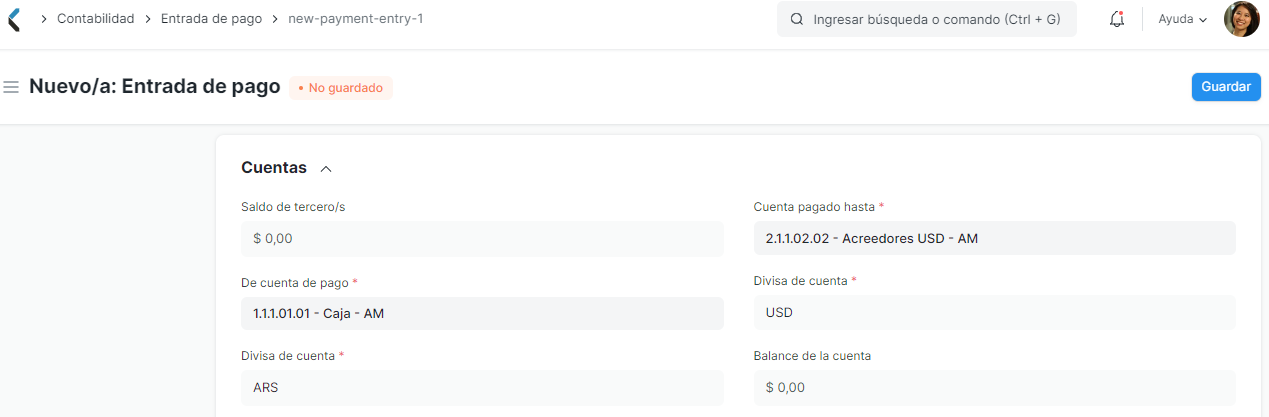 Contabilidad > Entrada de pago > new-payment-entry-1
Ingresar búsqueda o comando (Ctrl + G)
Ayuda
Nuevo/a: Entrada de pago
• No guardado
Guardar
Cuentas
Saldo de tercero/s
$ 0,00
De cuenta de pago *
1.1.1.01.01 - Caja - AM
Divisa de cuenta *
ARS
Cuenta pagado hasta *
2.1.1.02.02 - Acreedores USD - AM
Divisa de cuenta *
USD
Balance de la cuenta
$ 0,00